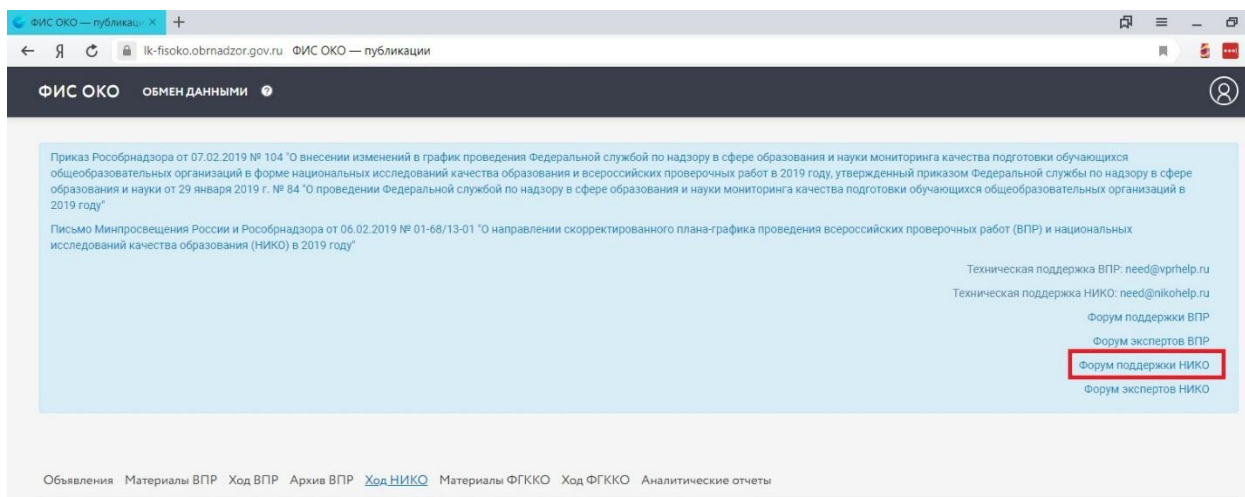 ФИС ОКО — публикаци
lk-fisoko.obrnadzor.gov.ru ФИС ОКО — публикации
ФИС ОКО ОБМЕН ДАННЫМИ ?
Приказ Рособрнадзора от 07.02.2019 № 104 "О внесении изменений в график проведения Федеральной службой по надзору в сфере образования и науки мониторинга качества подготовки обучающихся
общеобразовательных организаций в форме национальных исследований качества образования и всероссийских проверочных работ в 2019 году, утвержденный приказом Федеральной службы по надзору в сфере
образования и науки от 29 января 2019 г. № 84 "О проведении Федеральной службой по надзору в сфере образования и науки мониторинга качества подготовки обучающихся общеобразовательных организаций в
2019 году"
Письмо Минпросвещения России и Рособрнадзора от 06.02.2019 № 01-68/13-01 "О направлении скорректированного плана-графика проведения всероссийских проверочных работ (ВПР) и национальных
исследований качества образования (НИКО) в 2019 году"
Техническая поддержка ВПР: need@vprhelp.ru
Техническая поддержка НИКО: need@nikohelp.ru
Форум поддержки ВПР
Форум экспертов ВПР
Форум поддержки НИКО
Форум экспертов НИКО
Объявления Материалы ВПР Ход ВПР Архив ВПР Ход НИКО Материалы ФГККО Ход ФГККО Аналитические отчеты